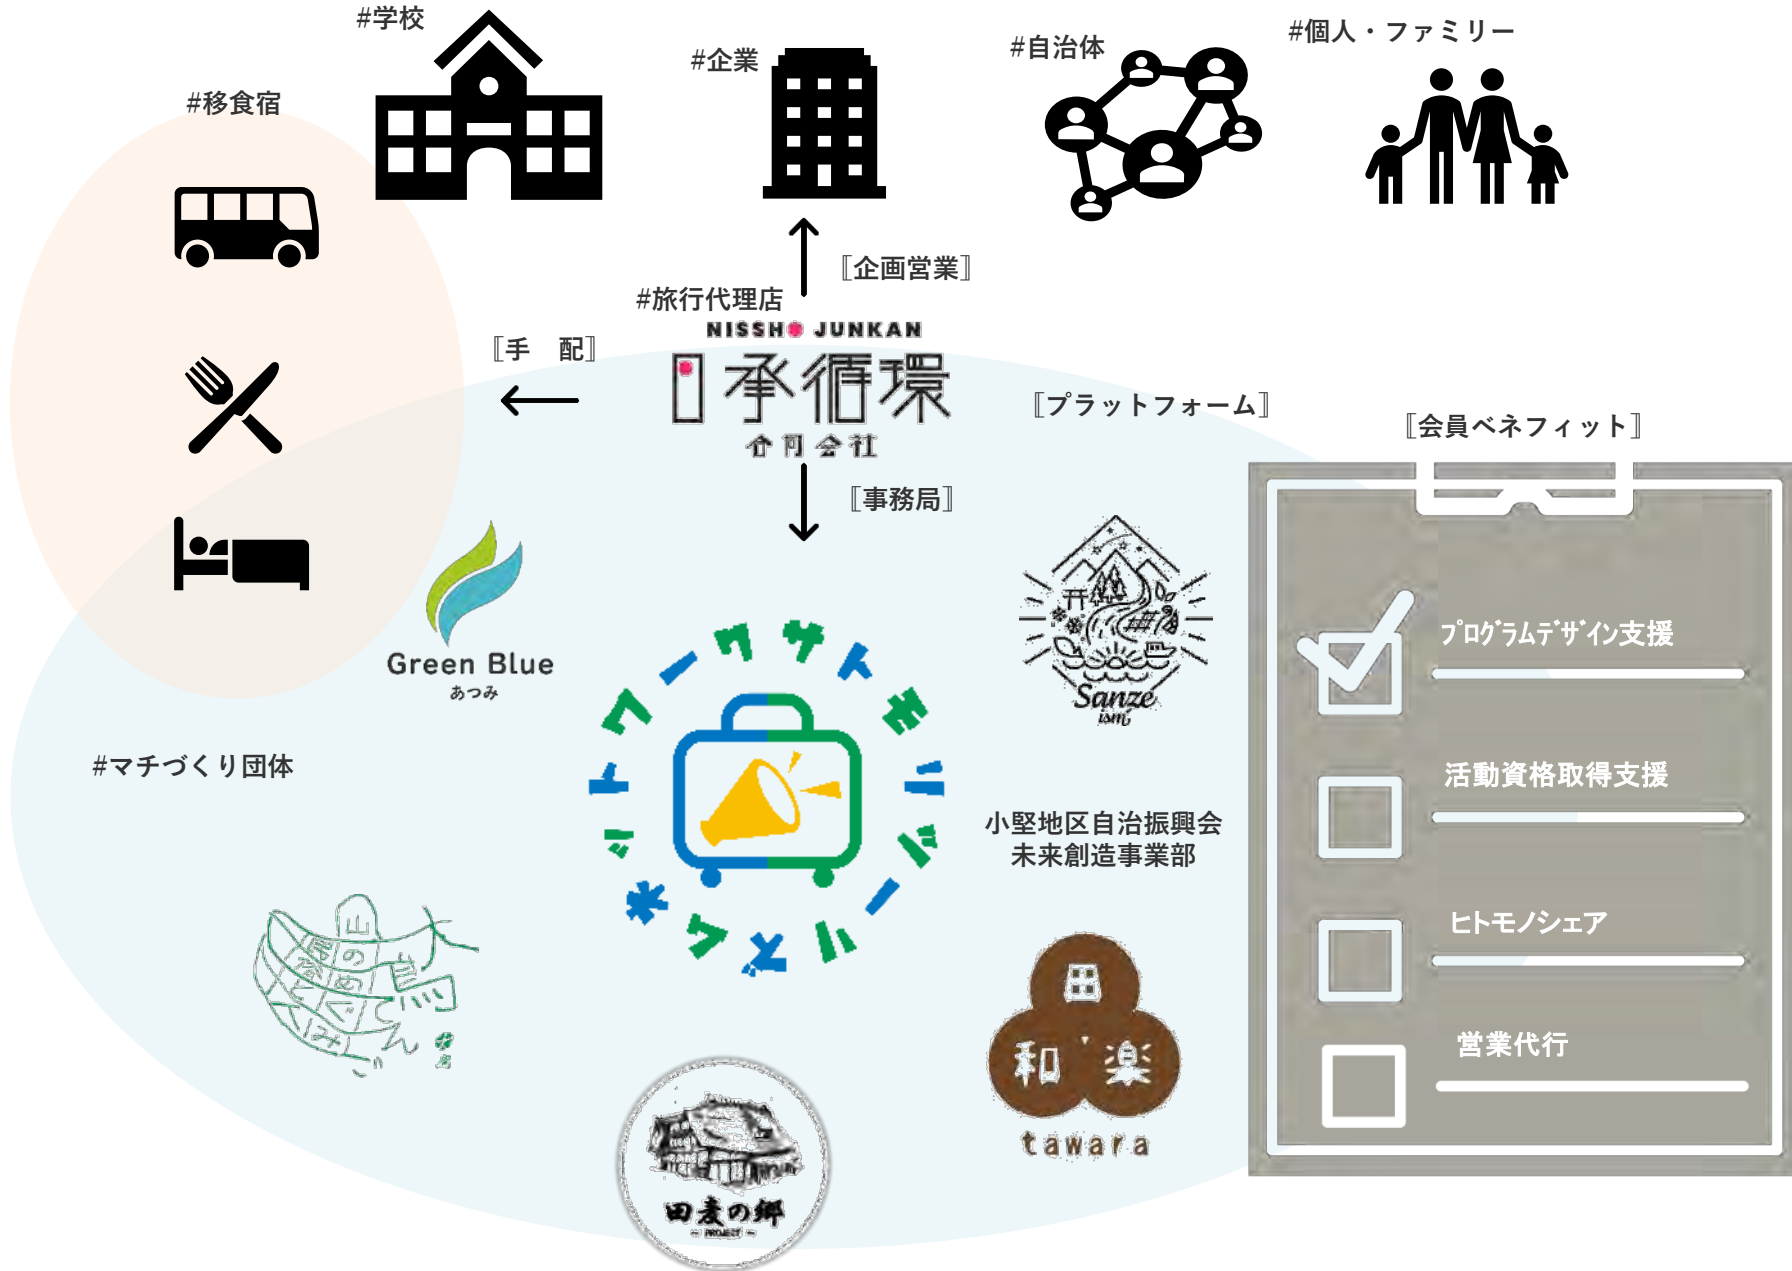 #学校
#企業
#自治体
#個人・ファミリー
#移食宿
〚企画営業〛
#旅行代理店
NISSHO JUNKAN
日承循環
合同会社
〚手　配〛
〚プラットフォーム〛
〚会員ベネフィット〛
〚事務局〛
Green Blue
あつみ
Sanze
ism
#マチづくり団体
小堅地区自治振興会
未来創造事業部
プログラムデザイン支援
活動資格取得支援
ヒトモノシェア
営業代行
田
和 楽
tawara
田麦の郷
PROJECT